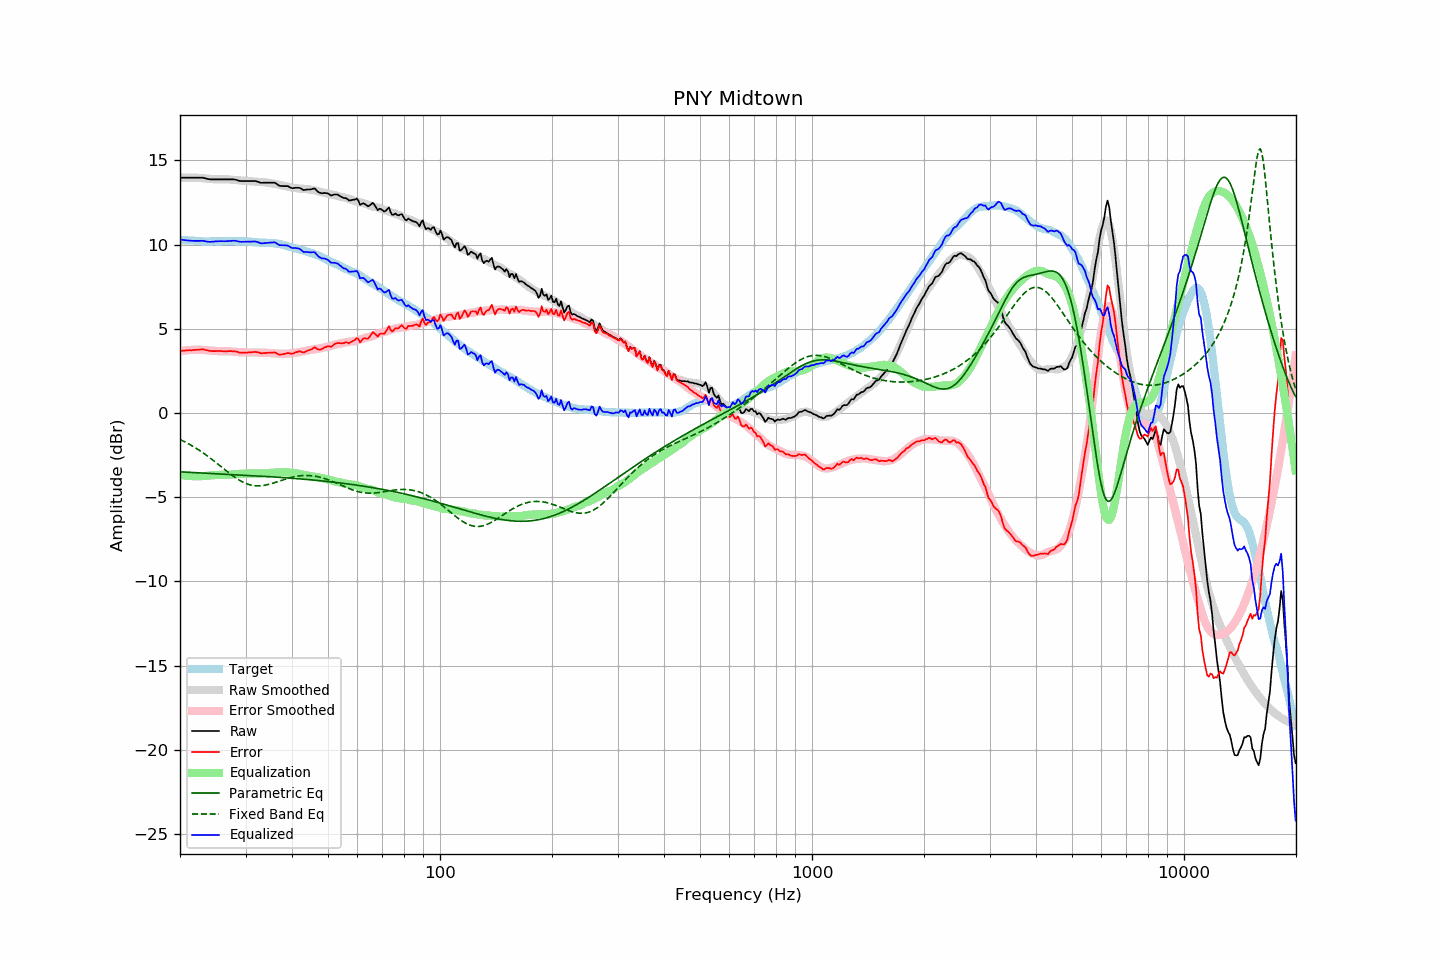 PNY Midtown
Amplitude (dBr)
15
10
5
0
−5
−10
−15
−20
−25
Target
Raw Smoothed
Error Smoothed
Raw
Error
Equalization
Parametric Eq
Fixed Band Eq
Equalized
100
1000
10000
Frequency (Hz)